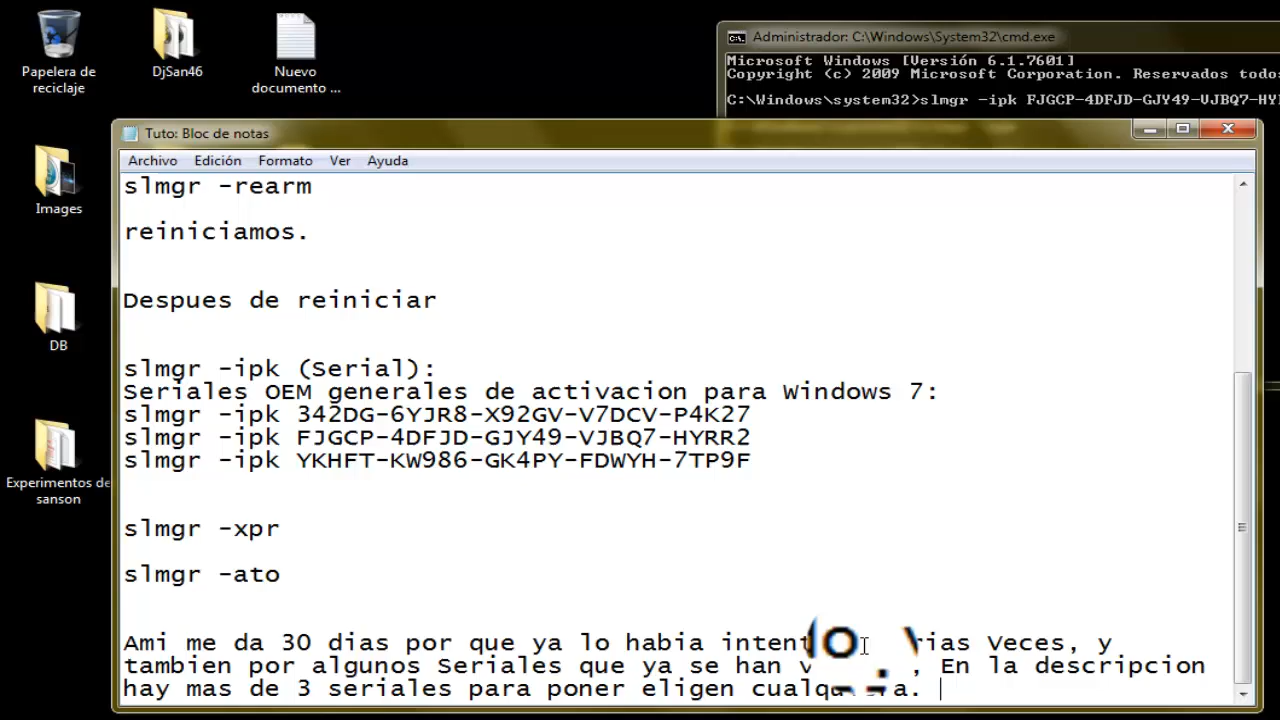 Papelera de
reciclaje
DjSan46
Nuevo
documento ...
Images
DB
Experimentos de
sanson
Administrador: C:\Windows\System32\cmd.exe
Microsoft Windows [Versión 6.1.7601]
Copyright (c) 2009 Microsoft Corporation. Reservados todos
C:\Windows\system32>slmgr -ipk FJGCP-4DFJD-GJY49-VJBQ7-HY
Tuto: Bloc de notas
Archivo Edición Formato Ver Ayuda
slmgr -rearm
reiniciamos.
Despues de reiniciar
slmgr -ipk (Serial):
Seriales OEM generales de activacion para Windows 7:
slmgr -ipk 342DG-6YJR8-X92GV-V7DCV-P4K27
slmgr -ipk FJGCP-4DFJD-GJY49-VJBQ7-HYRR2
slmgr -ipk YKHFT-KW986-GK4PY-FDWYH-7TP9F
slmgr -xpr
slmgr -ato
Ami me da 30 dias por que ya lo habia Veces, y
tambien por algunos Seriales que ya se han , En la descripcion
hay mas de 3 seriales para poner eligen